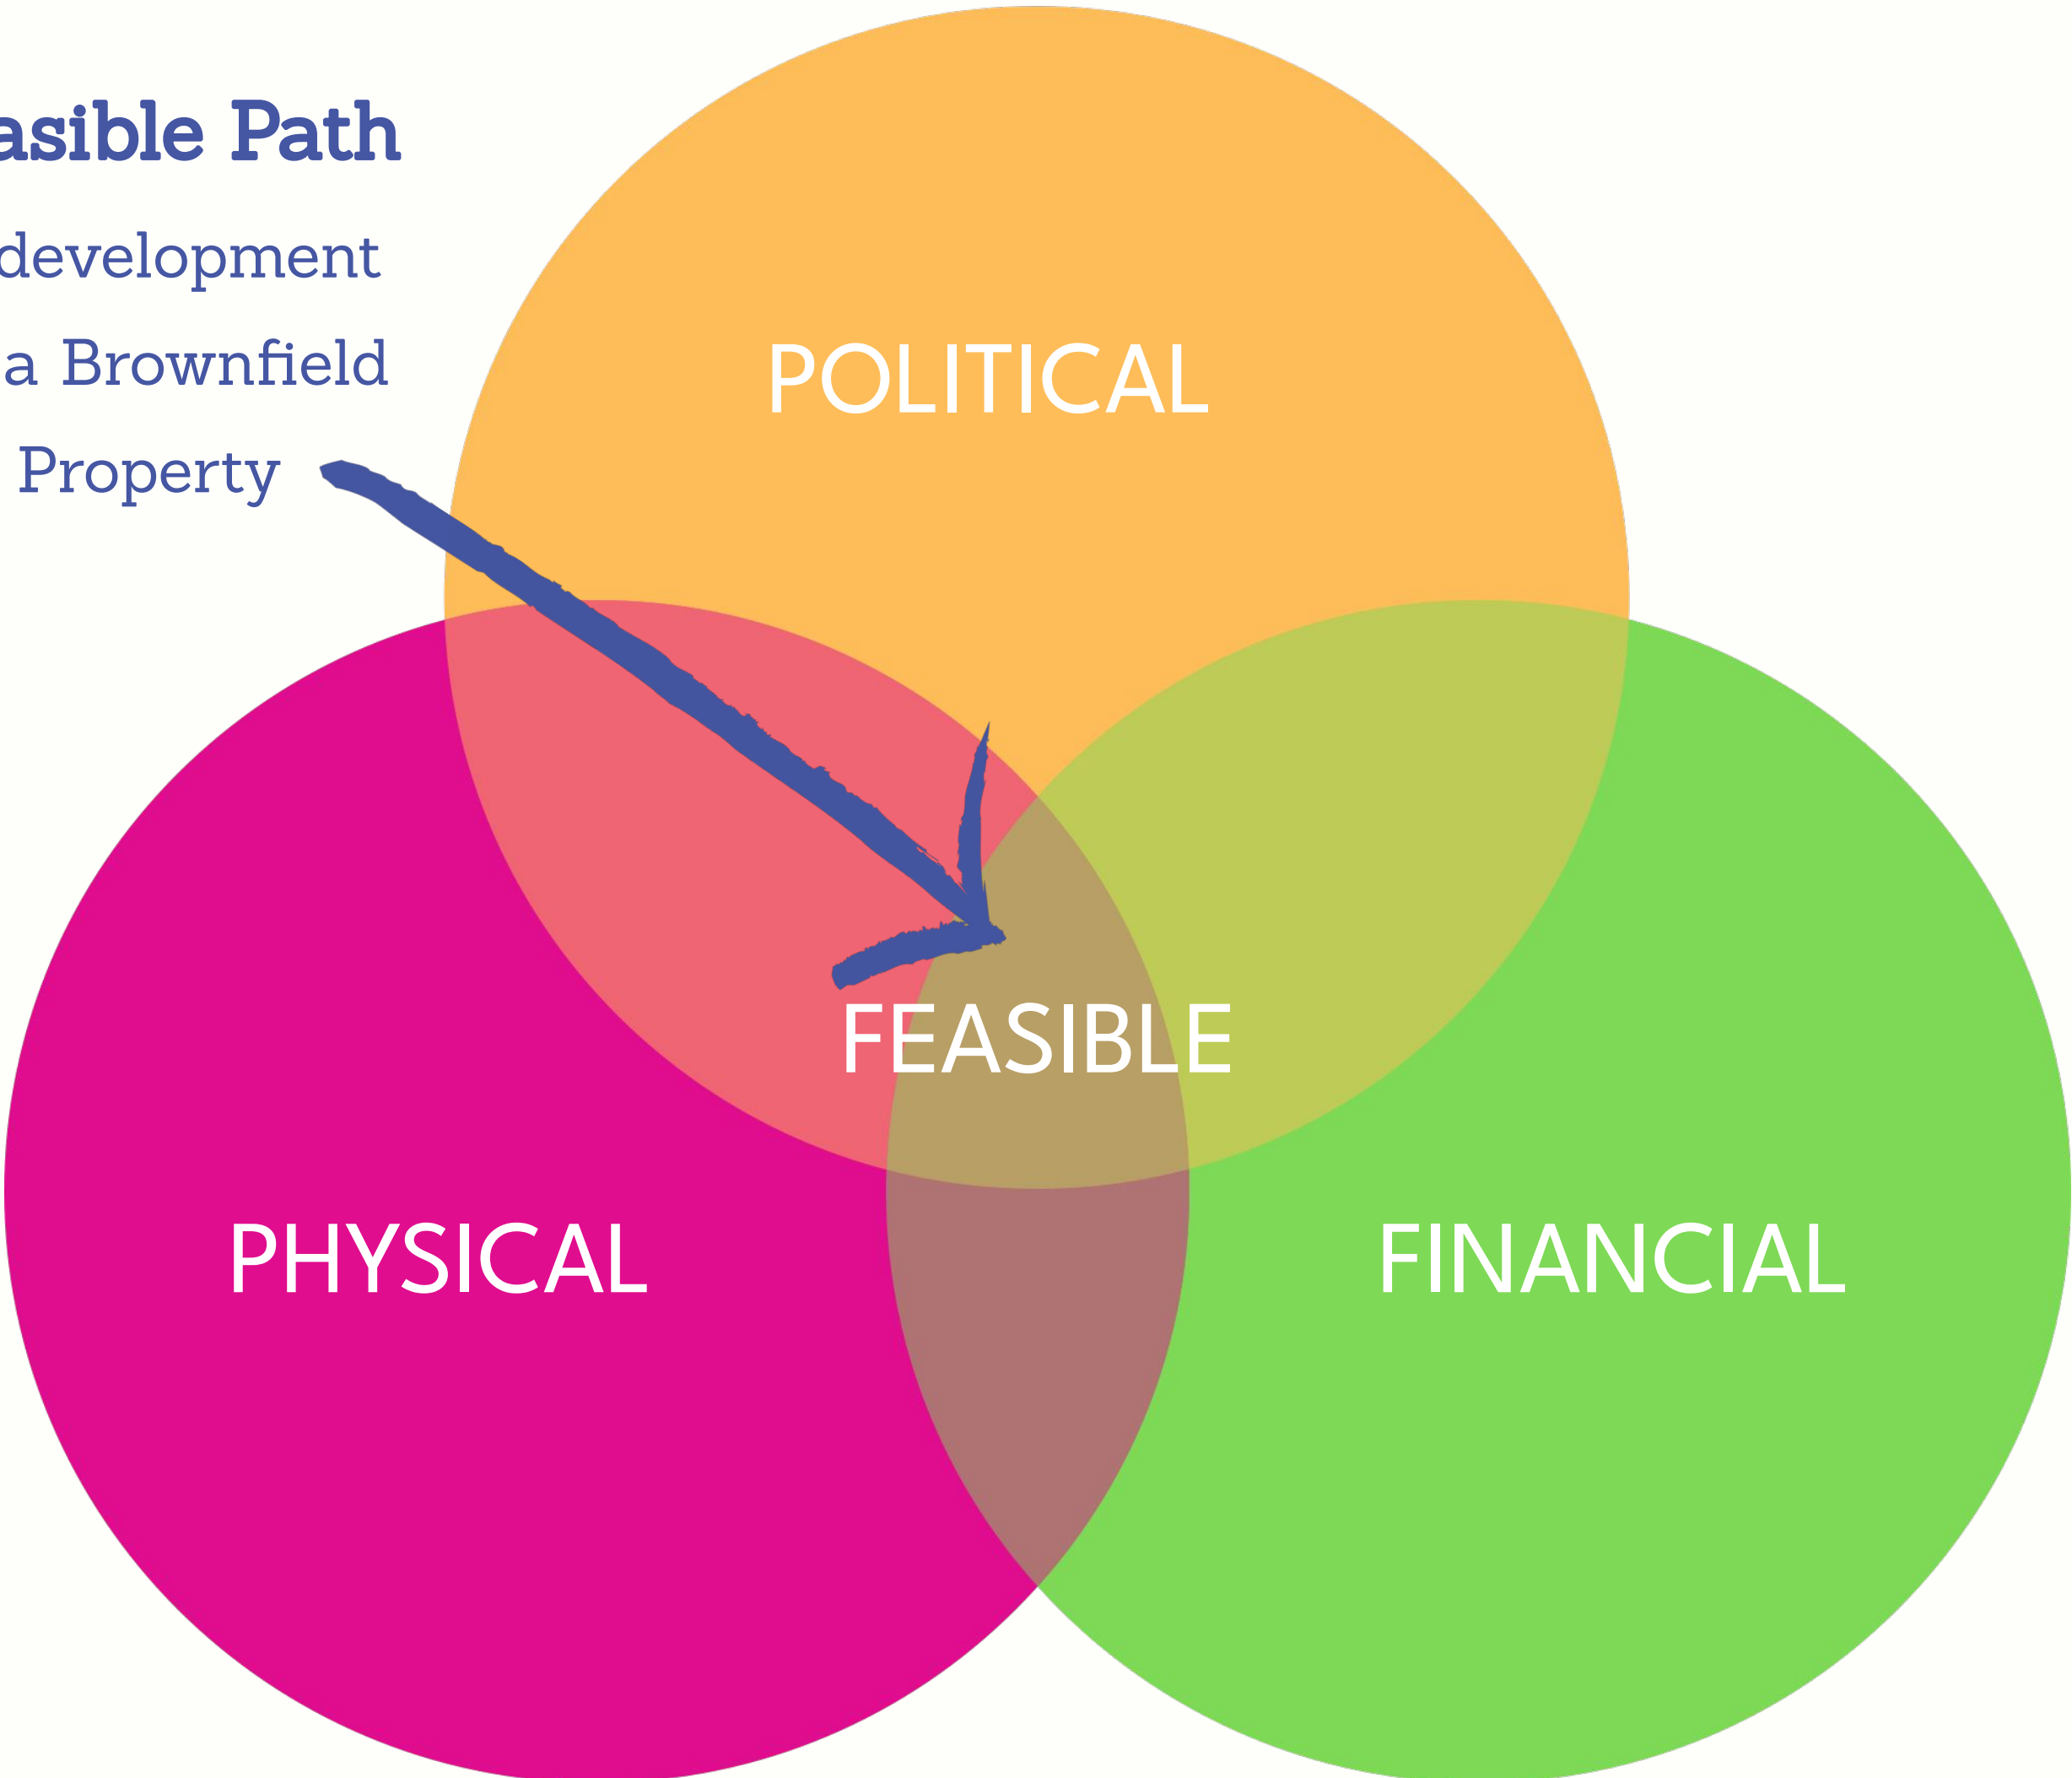 asible Path
development
a Brownfield
Property
POLITICAL
FEASIBLE
PHYSICAL
FINANCIAL